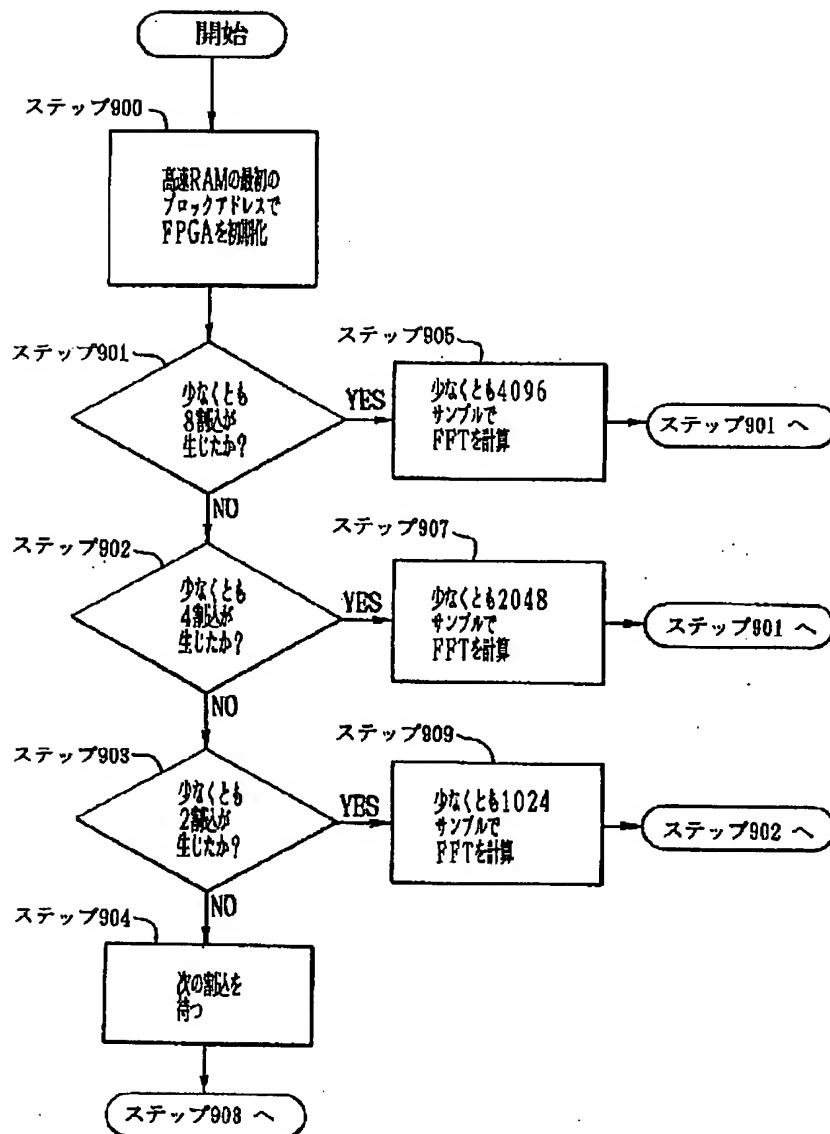 開始
ステップ900
高速RAMの最初の
ブロックアドレスで
FPGAを初期化
ステップ901
少なくとも
8割込が
生じたか?
YES
ステップ905
少なくとも4096
サンプルで
FFTを計算
ステップ901 へ
NO
ステップ902
少なくとも
4割込が
生じたか?
YES
ステップ907
少なくとも2048
サンプルで
FFTを計算
ステップ901 へ
NO
ステップ903
少なくとも
2割込が
生じたか?
YES
ステップ909
少なくとも1024
サンプルで
FFTを計算
ステップ902 へ
NO
ステップ904
次の割込を
待つ
ステップ903 へ